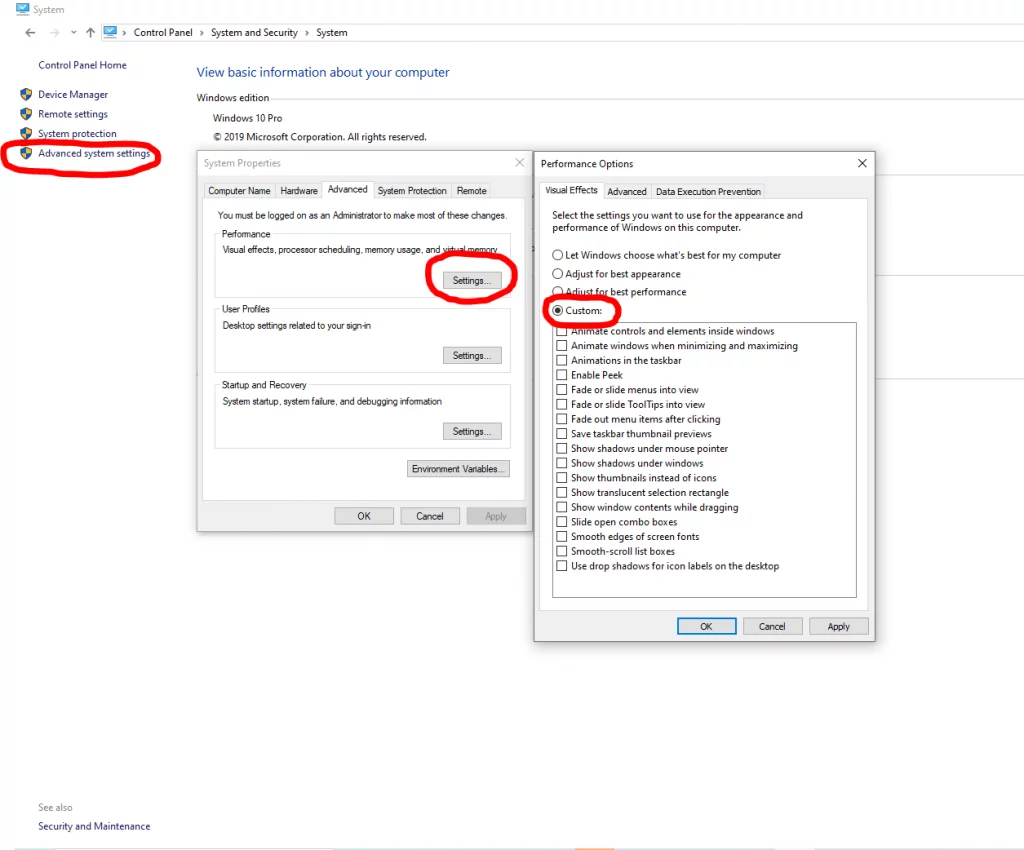 System
Control Panel > System and Security > System
Control Panel Home
Device Manager
Remote settings
System protection
Advanced system settings
View basic information about your computer
Windows edition
Windows 10 Pro
© 2019 Microsoft Corporation. All rights reserved.
System Properties
Computer Name Hardware Advanced System Protection Remote
You must be logged on as an Administrator to make most of these changes.
Performance
Visual effects, processor scheduling, memory usage, and virtual memory
Settings...
User Profiles
Desktop settings related to your sign-in
Settings...
Startup and Recovery
System startup, system failure, and debugging information
Settings...
Environment Variables...
OK Cancel Apply
Performance Options
Visual Effects Advanced Data Execution Prevention
Select the settings you want to use for the appearance and
performance of Windows on this computer.
Let Windows choose what's best for my computer
Adjust for best appearance
Adjust for best performance
Custom:
Animate controls and elements inside windows
Animate windows when minimizing and maximizing
Animations in the taskbar
Enable Peek
Fade or slide menus into view
Fade or slide ToolTips into view
Fade out menu items after clicking
Save taskbar thumbnail previews
Show shadows under mouse pointer
Show shadows under windows
Show thumbnails instead of icons
Show translucent selection rectangle
Show window contents while dragging
Slide open combo boxes
Smooth edges of screen fonts
Smooth-scroll list boxes
Use drop shadows for icon labels on the desktop
OK Cancel Apply
See also
Security and Maintenance